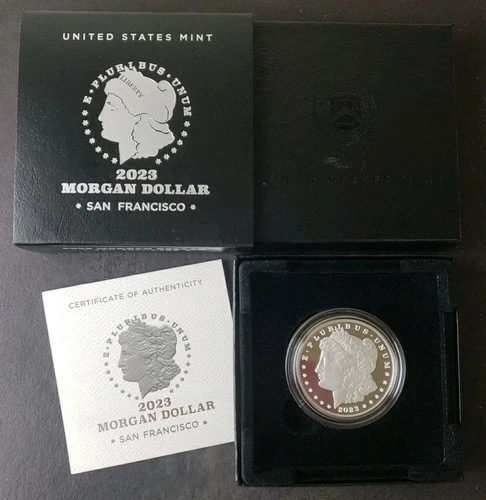 UNITED STATES MINT
E·PLURIBUS·UNUM
LIBERTY
2023
MORGAN DOLLAR
* SAN FRANCISCO *
CERTIFICATE OF AUTHENTICITY
E·PLURIBUS·UNUM
2023
MORGAN DOLLAR
* SAN FRANCISCO *
E·PLURIBUS·UNUM
2023